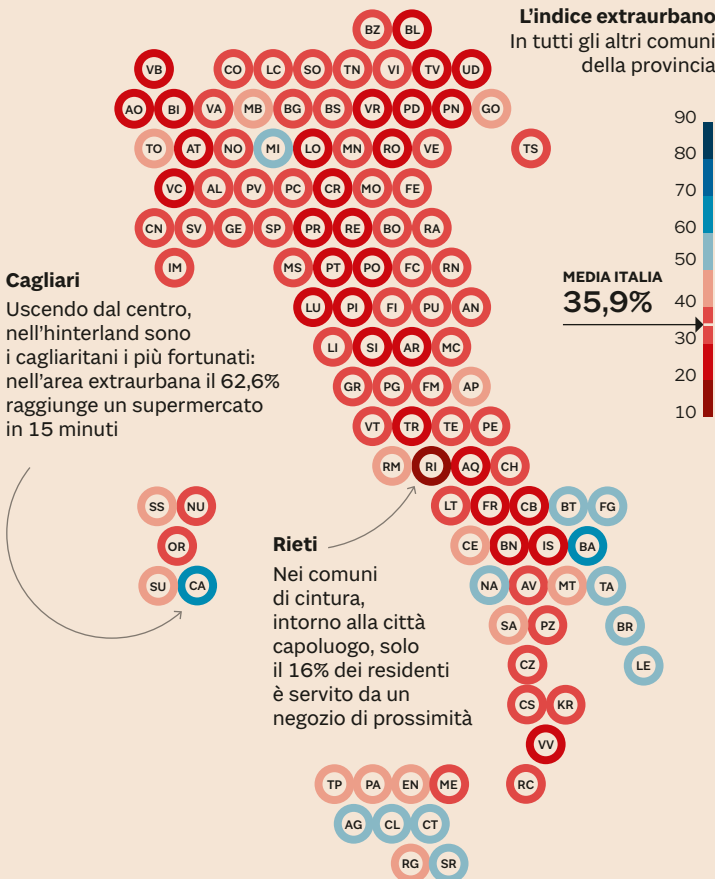 L'indice extraurbano
In tutti gli altri comuni
della provincia
90
80
70
60
50
40
30
20
10
MEDIA ITALIA
35,9%
BZ BL
VB CO LC SO TN VI TV UD
AO BI VA MB BG BS VR PD PN GO
TO AT NO MI LO MN RO VE TS
VC AL PV PC CR MO FE
CN SV GE SP PR RE BO RA
IM MS PT PO FC RN
LU PI FI PU AN
LI SI AR MC
GR PG FM AP
VT TR TE PE
RM RI AQ CH
SS NU LT FR CB BT FG
OR CE BN IS BA
SU CA NA AV MT TA
SA PZ BR
CZ LE
CS KR
VV
TP PA EN ME RC
AG CL CT
RG SR
Cagliari
Uscendo dal centro,
nell'hinterland sono
i cagliaritani i più fortunati:
nell'area extraurbana il 62,6%
raggiunge un supermercato
in 15 minuti
Rieti
Nei comuni
di cintura,
intorno alla città
capoluogo, solo
il 16% dei residenti
è servito da un
negozio di prossimità